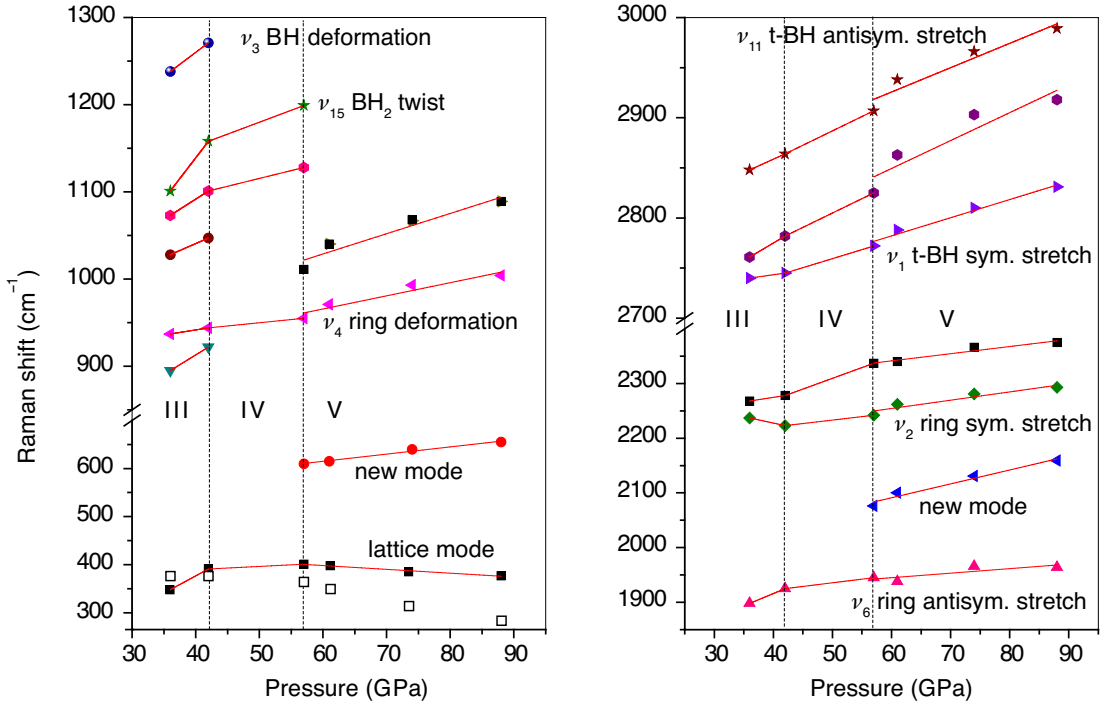 1300
1200
1100
1000
900
600
500
400
300
30 40 50 60 70 80 90
Raman shift (cm⁻¹)
Pressure (GPa)
ν₃ BH deformation
ν₁₅ BH₂ twist
ν₄ ring deformation
III IV V
new mode
lattice mode
3000
2900
2800
2700
2300
2200
2100
2000
1900
30 40 50 60 70 80 90
Pressure (GPa)
ν₁₁ t-BH antisym. stretch
ν₁ t-BH sym. stretch
III IV V
ν₂ ring sym. stretch
new mode
ν₆ ring antisym. stretch